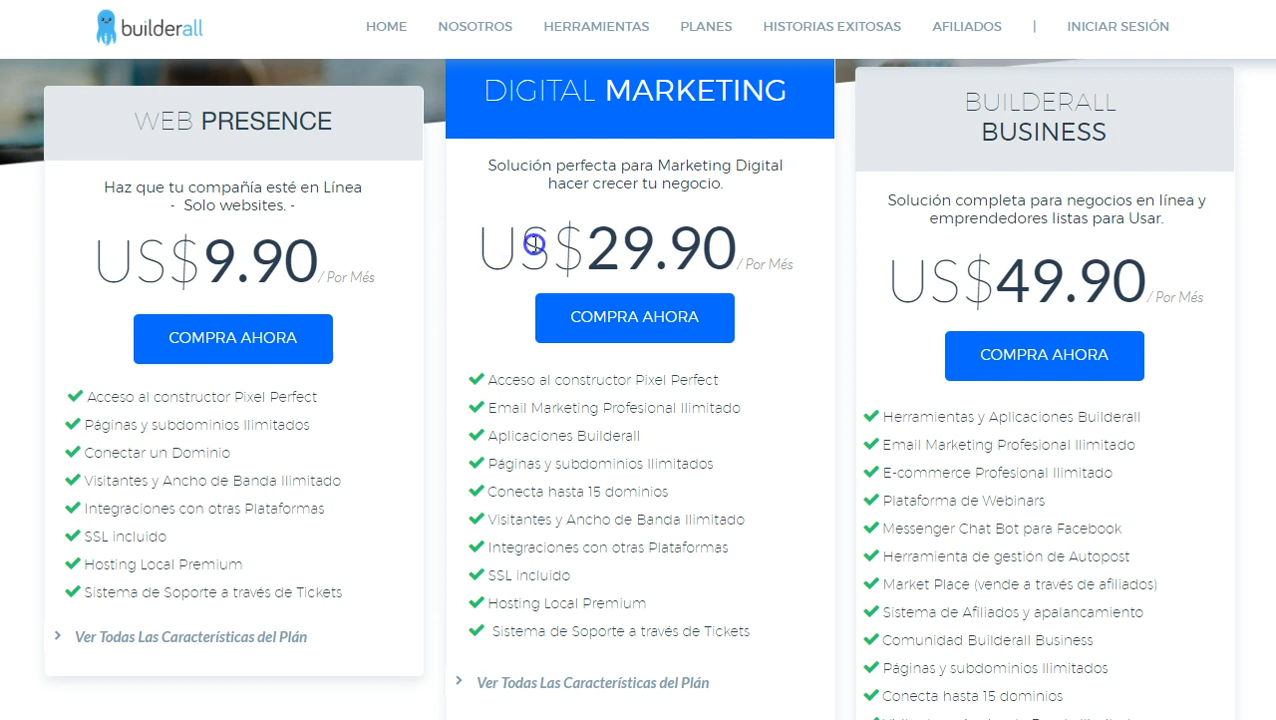 builderall
HOME NOSOTROS HERRAMIENTAS PLANES HISTORIAS EXITOSAS AFILIADOS | INICIAR SESIÓN
WEB PRESENCE
Haz que tu compañía esté en Línea
- Solo websites. -
US$9.90 / Por Més
COMPRA AHORA
Acceso al constructor Pixel Perfect
Páginas y subdominios Ilimitados
Conectar un Dominio
Visitantes y Ancho de Banda Ilimitado
Integraciones con otras Plataformas
SSL incluido
Hosting Local Premium
Sistema de Soporte a través de Tickets
Ver Todas Las Características del Plán
DIGITAL MARKETING
Solución perfecta para Marketing Digital
hacer crecer tu negocio.
US$29.90 / Por Més
COMPRA AHORA
Acceso al constructor Pixel Perfect
Email Marketing Profesional Ilimitado
Aplicaciones Builderall
Páginas y subdominios Ilimitados
Conecta hasta 15 dominios
Visitantes y Ancho de Banda Ilimitado
Integraciones con otras Plataformas
SSL incluido
Hosting Local Premium
Sistema de Soporte a través de Tickets
Ver Todas Las Características del Plán
BUILDERALL
BUSINESS
Solución completa para negocios en línea y
emprendedores listas para Usar.
US$49.90 / Por Més
COMPRA AHORA
Herramientas y Aplicaciones Builderall
Email Marketing Profesional Ilimitado
E-commerce Profesional Ilimitado
Plataforma de Webinars
Messenger Chat Bot para Facebook
Herramienta de gestión de Autopost
Market Place (vende a través de afiliados)
Sistema de Afiliados y apalancamiento
Comunidad Builderall Business
Páginas y subdominios Ilimitados
Conecta hasta 15 dominios